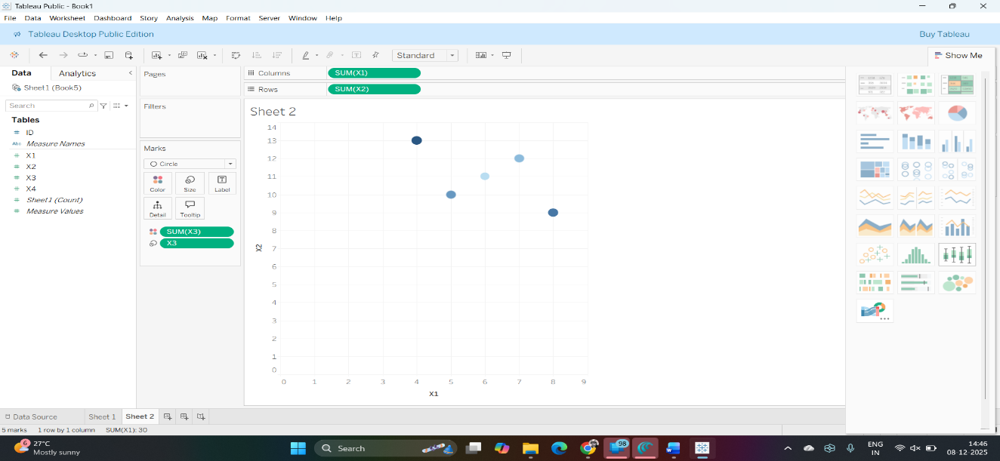 Tableau Public - Book1
File Data Worksheet Dashboard Story Analysis Map Format Server Window Help
Tableau Desktop Public Edition
Buy Tableau
Standard
Show Me
Data
Analytics
Sheet1 (Book5)
Search
Tables
ID
Abc Measure Names
X1
X2
X3
X4
Sheet1 (Count)
Measure Values
Pages
Filters
Marks
Circle
Color Size Label
Detail Tooltip
SUM(X3)
X3
Columns
SUM(X1)
Rows
SUM(X2)
Sheet 2
14
13
12
11
10
9
8
7
6
5
4
3
2
1
0
X2
0 1 2 3 4 5 6 7 8 9
X1
Data Source
Sheet 1
Sheet 2
5 marks 1 row by 1 column SUM(X1): 30
6
27°C
Mostly sunny
Search
98
ENG
IN
14:46
08-12-2025